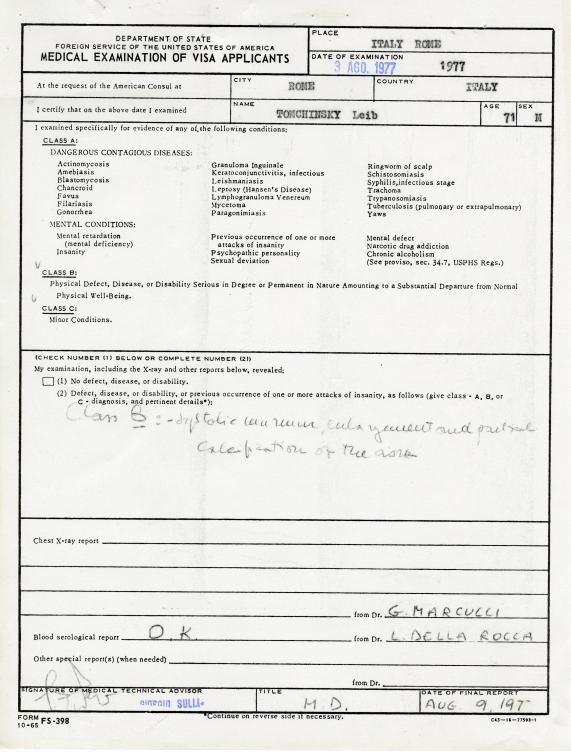 DEPARTMENT OF STATE
FOREIGN SERVICE OF THE UNITED STATES OF AMERICA
MEDICAL EXAMINATION OF VISA APPLICANTS
PLACE
ITALY ROME
DATE OF EXAMINATION
3 AGO. 1977 1977
At the request of the American Consul at
CITY
ROME
COUNTRY
ITALY
I certify that on the above date I examined
NAME
TOMCHINSKY Leib
AGE
71
SEX
M
I examined specifically for evidence of any of the following conditions:
CLASS A:
DANGEROUS CONTAGIOUS DISEASES:
Actinomycosis
Amebiasis
Blastomycosis
Chancroid
Favus
Filariasis
Gonorrhea
Granuloma Inguinale
Keratoconjunctivitis, infectious
Leishmaniasis
Leprosy (Hansen's Disease)
Lymphogranuloma Venereum
Mycetoma
Paragonimiasis
Ringworm of scalp
Schistosomiasis
Syphilis, infectious stage
Trachoma
Trypanosomiasis
Tuberculosis (pulmonary or extrapulmonary)
Yaws
MENTAL CONDITIONS:
Mental retardation
(mental deficiency)
Insanity
Previous occurrence of one or more
attacks of insanity
Psychopathic personality
Sexual deviation
Mental defect
Narcotic drug addiction
Chronic alcoholism
(See proviso, sec. 34.7, USPHS Regs.)
CLASS B:
Physical Defect, Disease, or Disability Serious in Degree or Permanent in Nature Amounting to a Substantial Departure from Normal
Physical Well-Being.
CLASS C:
Minor Conditions.
(CHECK NUMBER (1) BELOW OR COMPLETE NUMBER (2))
My examination, including the X-ray and other reports below, revealed:
(1) No defect, disease, or disability.
(2) Defect, disease, or disability, or previous occurrence of one or more attacks of insanity, as follows (give class - A, B, or
C - diagnosis, and pertinent details*):
Class B: - Systolic murmur, enlargement and partial
calcification of the
Chest X-ray report
from Dr. G. MARCUCCI
Blood serological report O.K.
from Dr. L. DELLA ROCCA
Other special report(s) (when needed)
from Dr.
SIGNATURE OF MEDICAL TECHNICAL ADVISOR
TITLE
M.D.
DATE OF FINAL REPORT
AUG 9, 197
FORM FS-398
10-65
*Continue on reverse side if necessary.
C43-16-77593-1